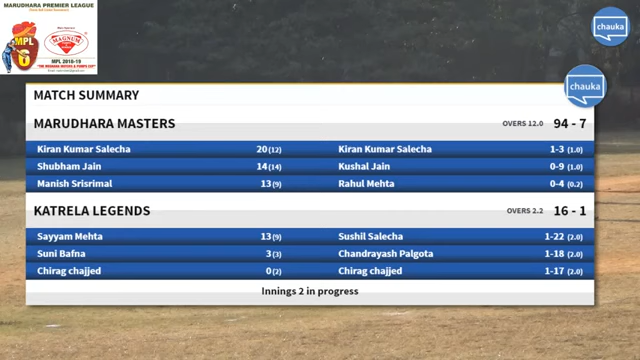 MARUDHARA PREMIER LEAGUE
MPL
6
MAGNUM
MPL 2018-19
chauka
chauka
MATCH SUMMARY
MARUDHARA MASTERS OVERS 12.0 94 - 7
Kiran Kumar Salecha 20 (12) Kiran Kumar Salecha 1-3 (1.0)
Shubham Jain 14 (14) Kushal Jain 0-9 (1.0)
Manish Srisrimal 13 (9) Rahul Mehta 0-4 (0.2)
KATRELA LEGENDS OVERS 2.2 16 - 1
Sayyam Mehta 13 (9) Sushil Salecha 1-22 (2.0)
Suni Bafna 3 (3) Chandrayash Palgota 1-18 (2.0)
Chirag chajjed 0 (2) Chirag chajjed 1-17 (2.0)
Innings 2 in progress